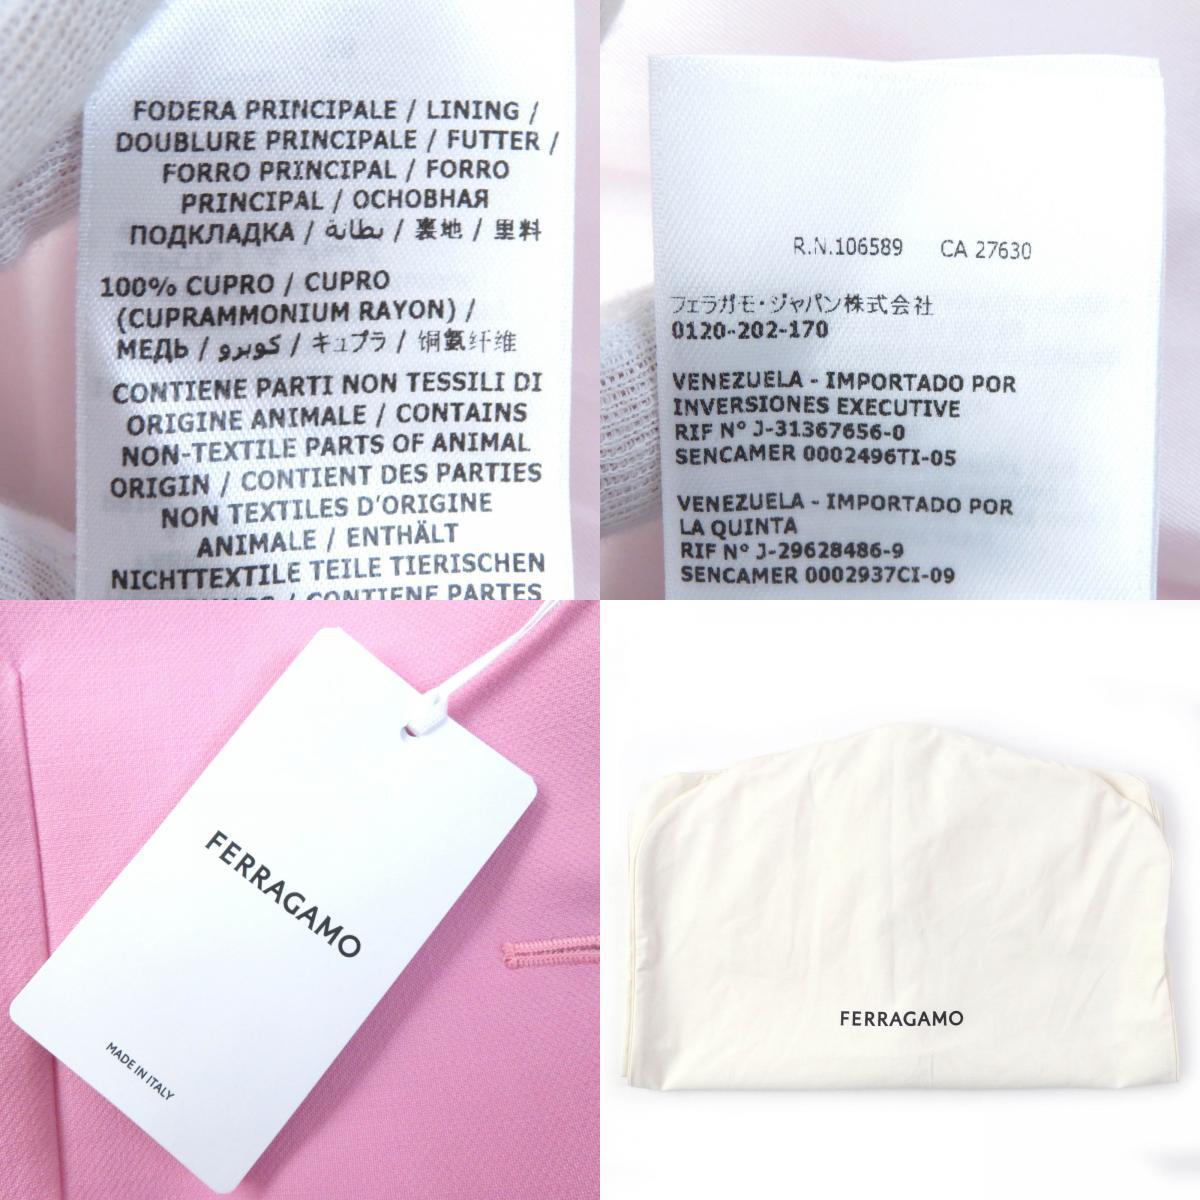 FODERA PRINCIPALE / LINING /
DOUBLURE PRINCIPALE / FUTTER /
FORRO PRINCIPAL / FORRO
PRINCIPAL / ОСНОВНАЯ
ПОДКЛАДКА / بطانة / 裏地 / 里料
100% CUPRO / CUPRO
(CUPRAMMONIUM RAYON) /
МЕДЬ / كوبرو / キュプラ / 铜氨纤维
CONTIENE PARTI NON TESSILI DI
ORIGINE ANIMALE / CONTAINS
NON-TEXTILE PARTS OF ANIMAL
ORIGIN / CONTIENT DES PARTIES
NON TEXTILES D'ORIGINE
ANIMALE / ENTHÄLT
NICHTTEXTILE TEILE TIERISCHEN
/ CONTIENE PARTES
R.N.106589 CA 27630
フェラガモ・ジャパン株式会社
0120-202-170
VENEZUELA - IMPORTADO POR
INVERSIONES EXECUTIVE
RIF N° J-31367656-0
SENCAMER 0002496TI-05
VENEZUELA - IMPORTADO POR
LA QUINTA
RIF N° J-29628486-9
SENCAMER 0002937CI-09
FERRAGAMO
MADE IN ITALY
FERRAGAMO